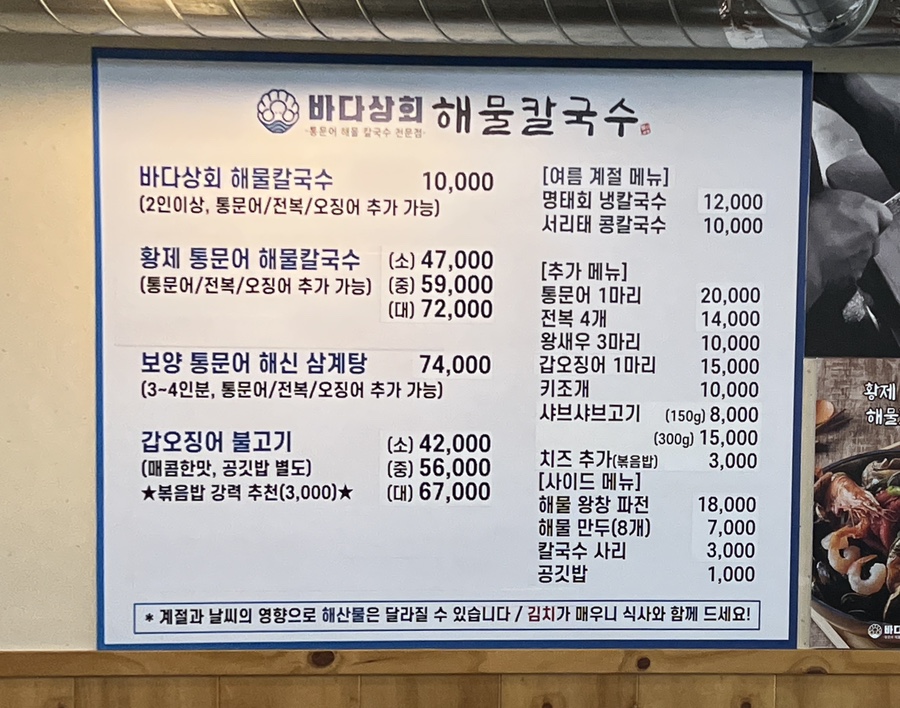 바다상회 해물칼국수
-통문어 해물 칼국수 전문점-
바다상회 해물칼국수 10,000
(2인이상, 통문어/전복/오징어 추가 가능)
황제 통문어 해물칼국수 (소) 47,000
(통문어/전복/오징어 추가 가능) (중) 59,000
(대) 72,000
보양 통문어 해신 삼계탕 74,000
(3~4인분, 통문어/전복/오징어 추가 가능)
갑오징어 불고기 (소) 42,000
(매콤한맛, 공깃밥 별도) (중) 56,000
★볶음밥 강력 추천(3,000)★ (대) 67,000
[여름 계절 메뉴]
명태회 냉칼국수 12,000
서리태 콩칼국수 10,000
[추가 메뉴]
통문어 1마리 20,000
전복 4개 14,000
왕새우 3마리 10,000
갑오징어 1마리 15,000
키조개 10,000
샤브샤브고기 (150g) 8,000
(300g) 15,000
치즈 추가(볶음밥) 3,000
[사이드 메뉴]
해물 왕창 파전 18,000
해물 만두(8개) 7,000
칼국수 사리 3,000
공깃밥 1,000
* 계절과 날씨의 영향으로 해산물은 달라질 수 있습니다 / 김치가 매우니 식사와 함께 드세요!
황제
해물
바다